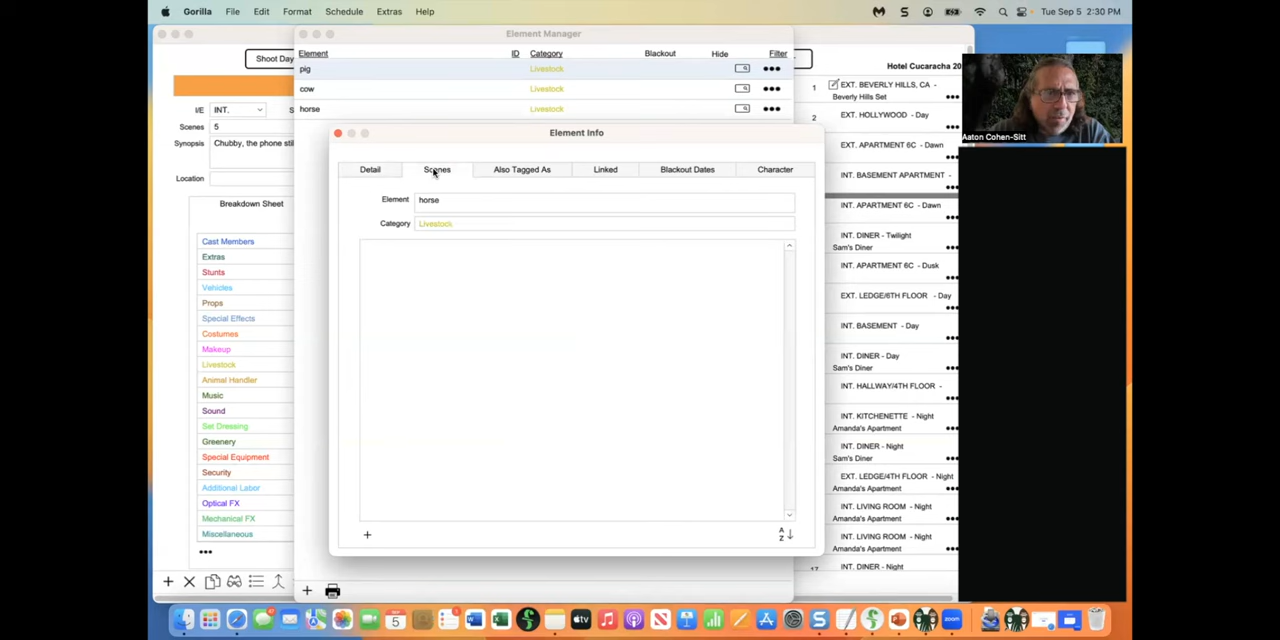 Gorilla File Edit Format Schedule Extras Help
Tue Sep 5 2:30 PM
Element Manager
Element ID Category Blackout Hide Filter
pig Livestock
cow Livestock
horse Livestock
Element Info
Detail Scenes Also Tagged As Linked Blackout Dates Character
Element horse
Category Livestock
A
Z
Shoot Day
I/E INT.
Scenes 5
Synopsis Chubby, the phone
Location
Breakdown Sheet
Cast Members
Extras
Stunts
Vehicles
Props
Special Effects
Costumes
Makeup
Livestock
Animal Handler
Music
Sound
Set Dressing
Greenery
Special Equipment
Security
Additional Labor
Optical FX
Mechanical FX
Miscellaneous
Hotel Cucaracha 20
1 EXT. BEVERLY HILLS, CA -
Beverly Hills Set
2 EXT. HOLLYWOOD - Day
EXT. APARTMENT 6C - Dawn
INT. BASEMENT APARTMENT -
INT. APARTMENT 6C - Dawn
INT. DINER - Twilight
Sam's Diner
INT. APARTMENT 6C - Dusk
EXT. LEDGE/6TH FLOOR - Day
INT. BASEMENT - Day
INT. DINER - Day
Sam's Diner
INT. HALLWAY/4TH FLOOR -
INT. KITCHENETTE - Night
Amanda's Apartment
INT. DINER - Night
Sam's Diner
EXT. LEDGE/4TH FLOOR - Night
Amanda's Apartment
INT. LIVING ROOM - Night
Amanda's Apartment
INT. LIVING ROOM - Night
Amanda's Apartment
INT. DINER - Night
Aaton Cohen-Sitt
5
tv
zoom